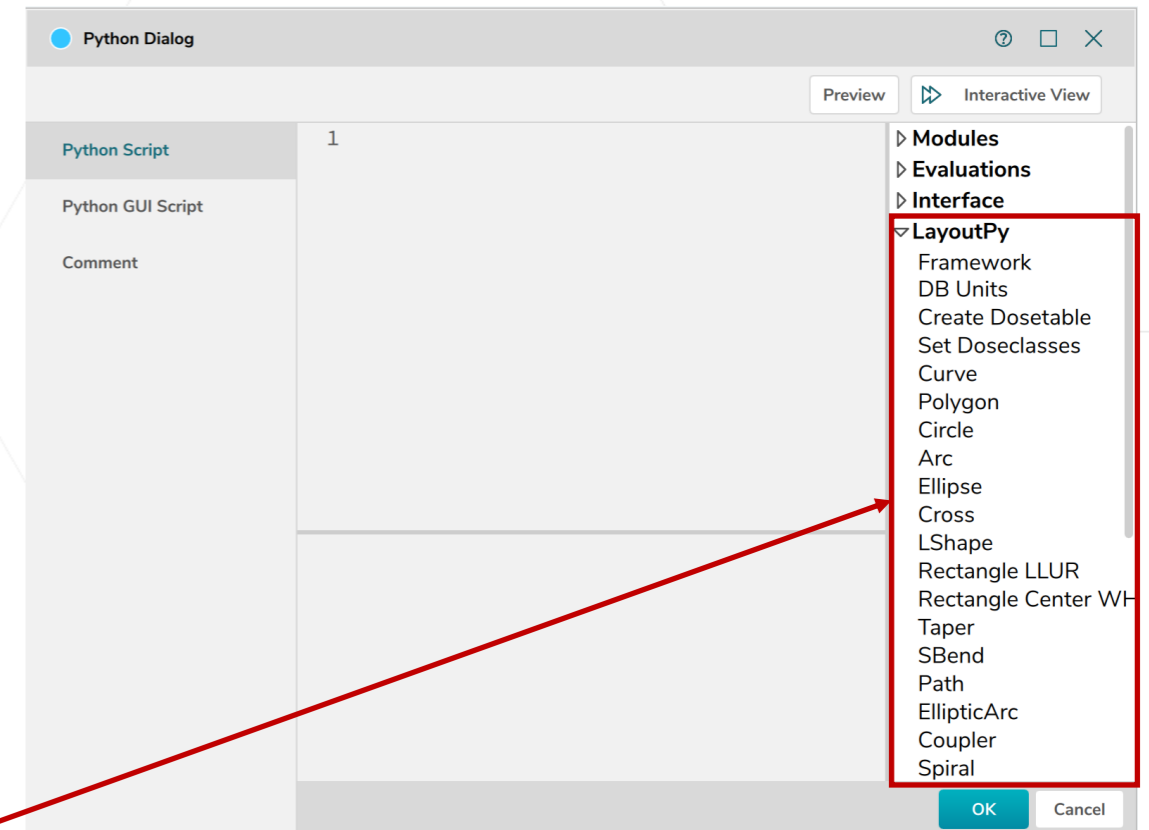 Python Dialog
Preview
Interactive View
Python Script
Python GUI Script
Comment
1
Modules
Evaluations
Interface
LayoutPy
Framework
DB Units
Create Dosetable
Set Doseclasses
Curve
Polygon
Circle
Arc
Ellipse
Cross
LShape
Rectangle LLUR
Rectangle Center WH
Taper
SBend
Path
EllipticArc
Coupler
Spiral
OK
Cancel